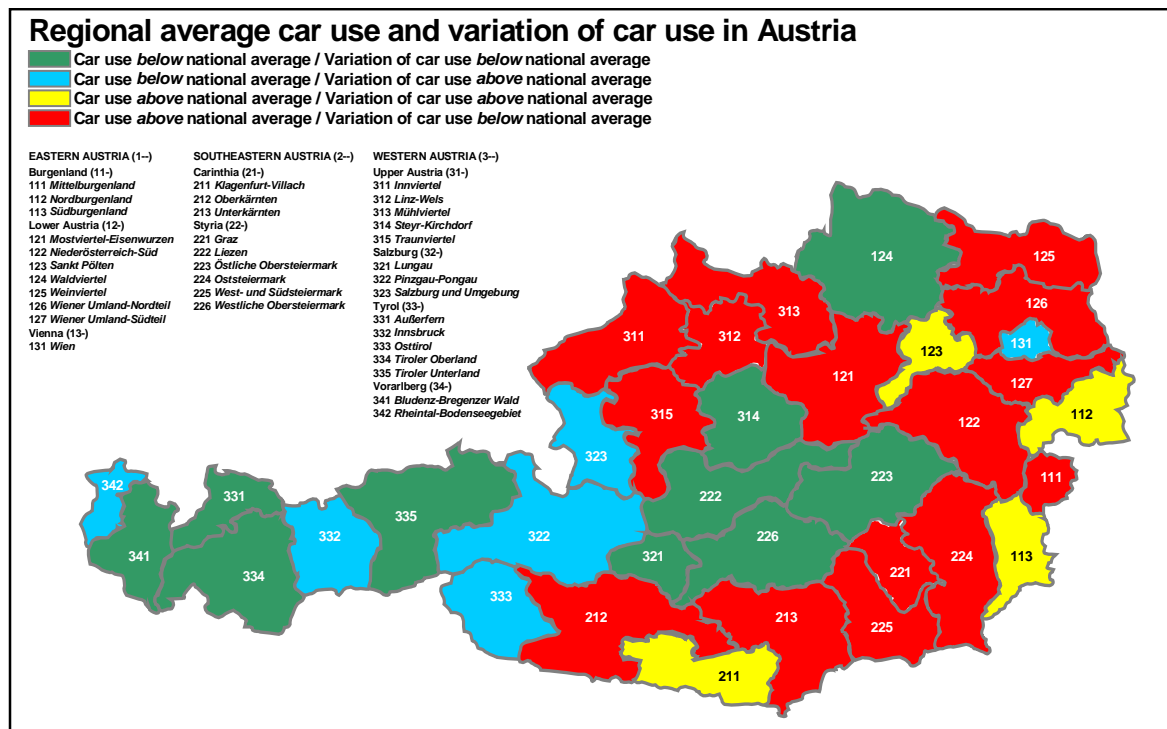 Regional average car use and variation of car use in Austria
Car use below national average / Variation of car use below national average
Car use below national average / Variation of car use above national average
Car use above national average / Variation of car use above national average
Car use above national average / Variation of car use below national average
EASTERN AUSTRIA (1--)
Burgenland (11-)
111 Mittelburgenland
112 Nordburgenland
113 Südburgenland
Lower Austria (12-)
121 Mostviertel-Eisenwurzen
122 Niederösterreich-Süd
123 Sankt Pölten
124 Waldviertel
125 Weinviertel
126 Wiener Umland-Nordteil
127 Wiener Umland-Südteil
Vienna (13-)
131 Wien
SOUTHEASTERN AUSTRIA (2--)
Carinthia (21-)
211 Klagenfurt-Villach
212 Oberkärnten
213 Unterkärnten
Styria (22-)
221 Graz
222 Liezen
223 Östliche Obersteiermark
224 Oststeiermark
225 West- und Südsteiermark
226 Westliche Obersteiermark
WESTERN AUSTRIA (3--)
Upper Austria (31-)
311 Innviertel
312 Linz-Wels
313 Mühlviertel
314 Steyr-Kirchdorf
315 Traunviertel
Salzburg (32-)
321 Lungau
322 Pinzgau-Pongau
323 Salzburg und Umgebung
Tyrol (33-)
331 Außerfern
332 Innsbruck
333 Osttirol
334 Tiroler Oberland
335 Tiroler Unterland
Vorarlberg (34-)
341 Bludenz-Bregenzer Wald
342 Rheintal-Bodenseegebiet
124
125
126
313
311
312
131
123
121
127
315
314
112
122
323
342
223
111
331
222
335
332
322
226
341
321
334
113
224
221
333
212
213
225
211